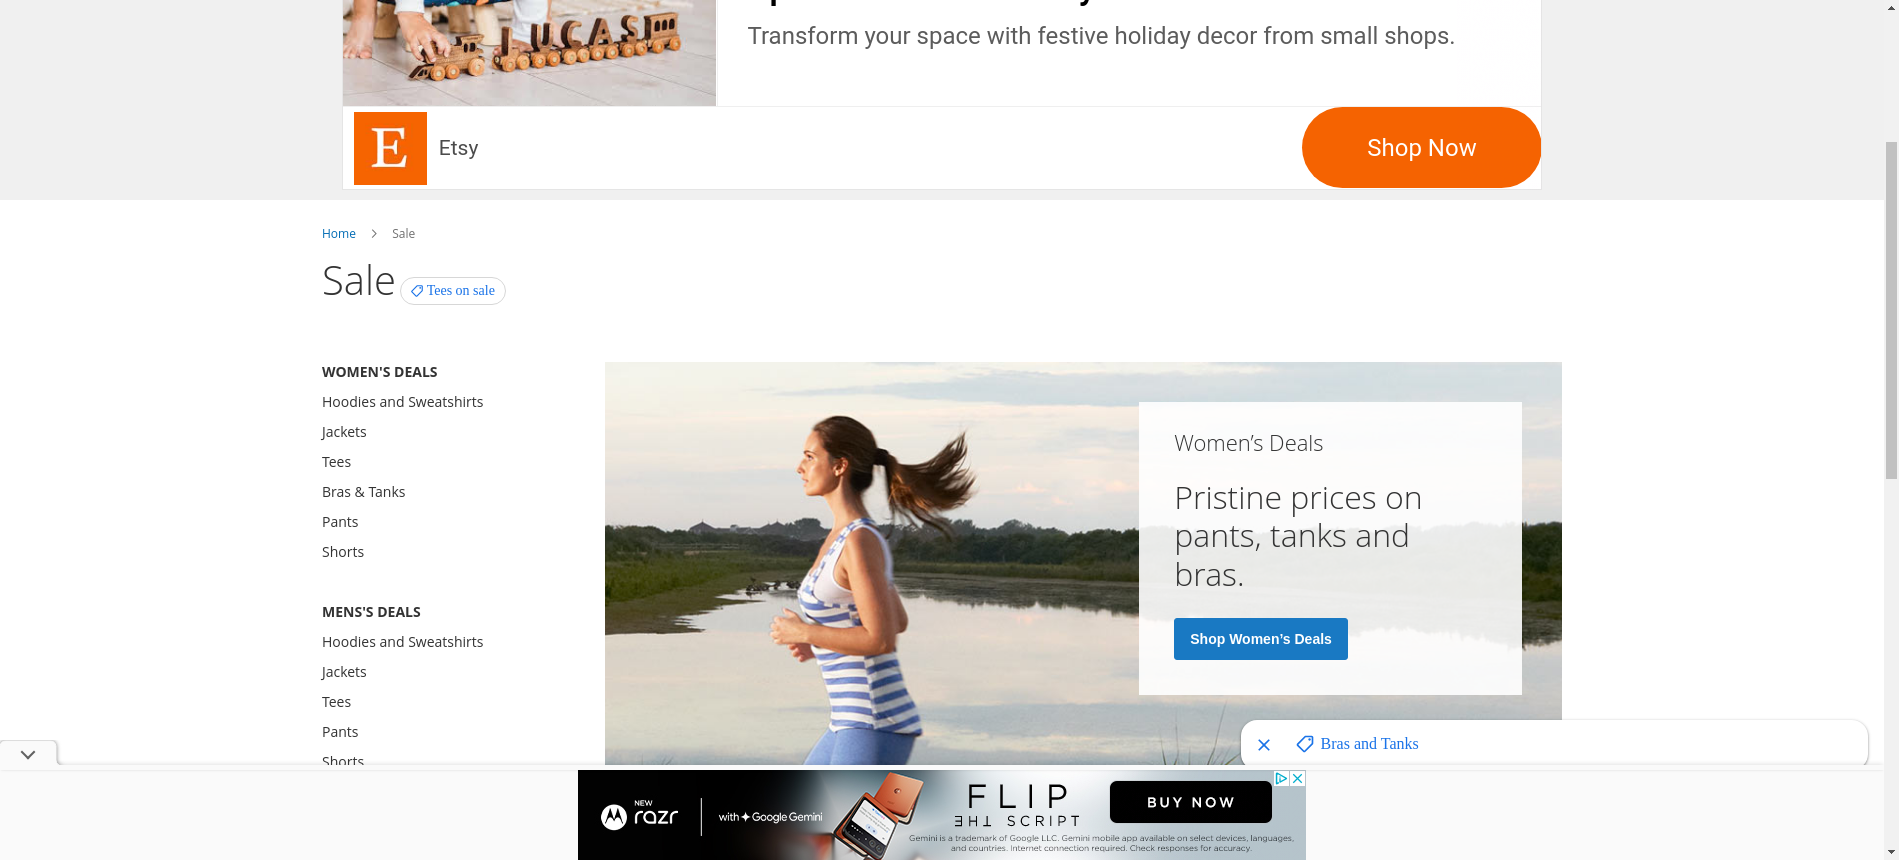 LUCAS
Transform your space with festive holiday decor from small shops.
E
Etsy
Shop Now
Home
Sale
Sale
Tees on sale
WOMEN'S DEALS
Hoodies and Sweatshirts
Jackets
Tees
Bras & Tanks
Pants
Shorts
MENS'S DEALS
Hoodies and Sweatshirts
Jackets
Tees
Pants
Shorts
Women’s Deals
Pristine prices on
pants, tanks and
bras.
Shop Women’s Deals
Bras and Tanks
NEW
razr
with Google Gemini
FLIP
THE SCRIPT
BUY NOW
Gemini is a trademark of Google LLC. Gemini mobile app available on select devices, languages,
and countries. Internet connection required. Check responses for accuracy.